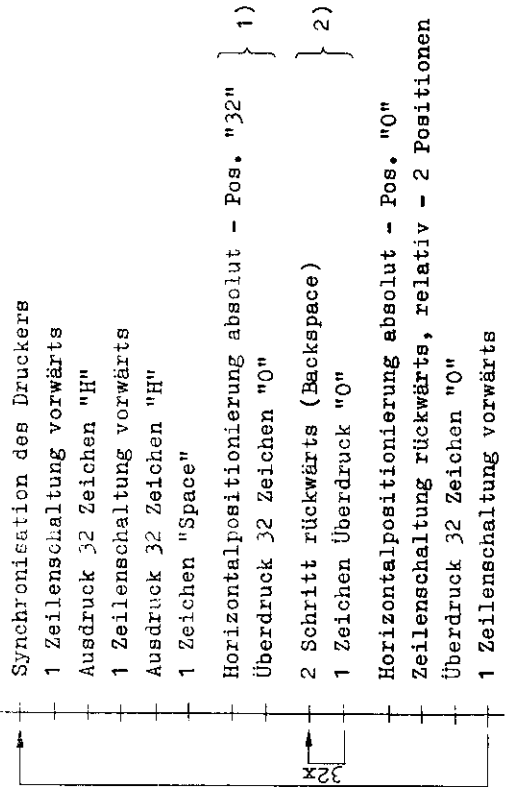 Synchronisation des Druckers
1 Zeilenschaltung vorwärts
Ausdruck 32 Zeichen "H"
1 Zeilenschaltung vorwärts
Ausdruck 32 Zeichen "H"
1 Zeichen "Space"
Horizontalpositionierung absolut - Pos. "32"
Überdruck 32 Zeichen "O"
1)
2 Schritt rückwärts (Backspace)
1 Zeichen Überdruck "O"
2)
32x
Horizontalpositionierung absolut - Pos. "O"
Zeilenschaltung rückwärts, relativ - 2 Positionen
Überdruck 32 Zeichen "O"
1 Zeilenschaltung vorwärts